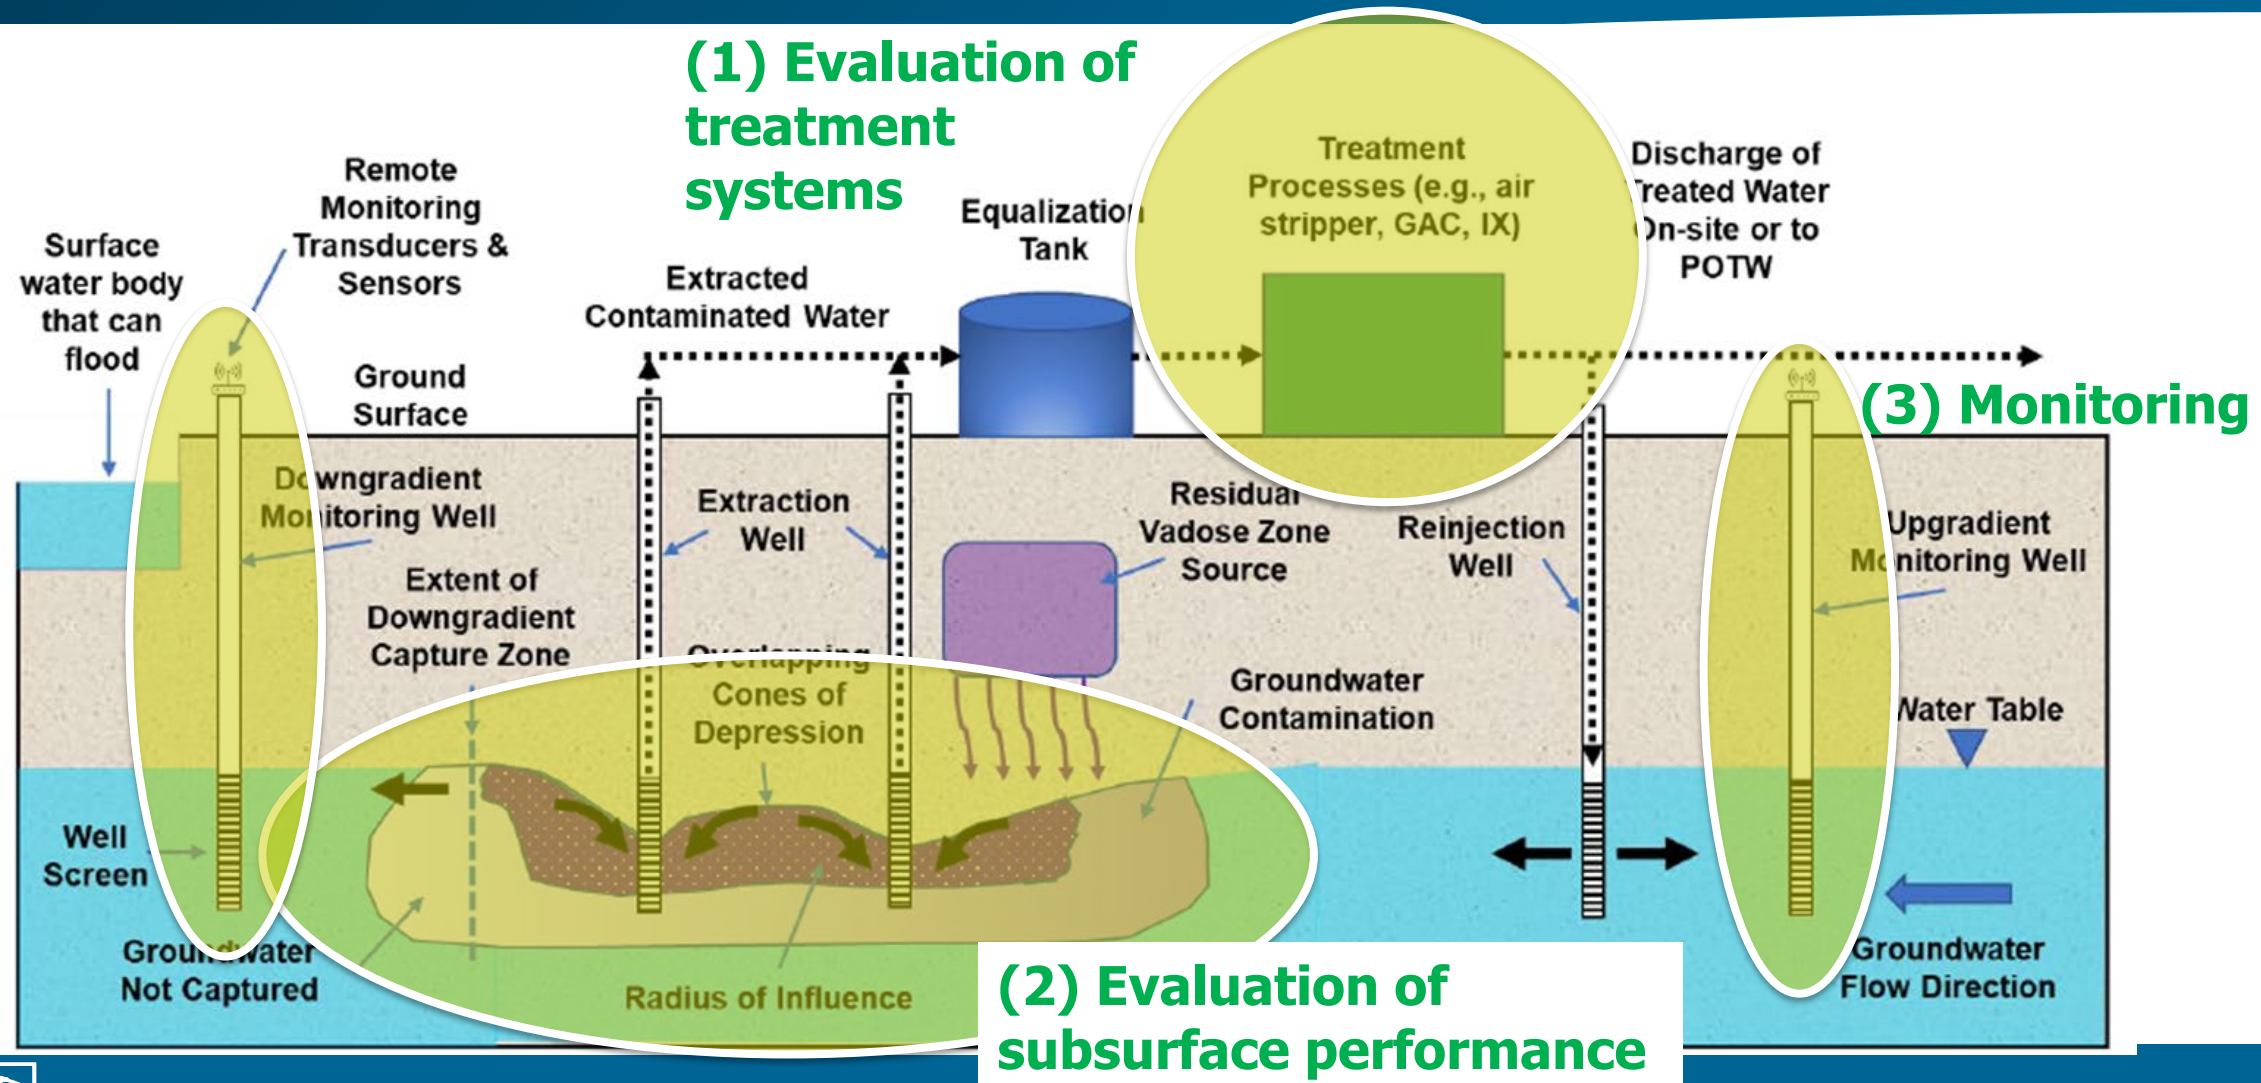 (1) Evaluation of
treatment
systems
Remote
Monitoring
Transducers &
Sensors
Surface
water body
that can
flood
Ground
Surface
Extracted
Contaminated Water
Equalization
Tank
Treatment
Processes (e.g., air
stripper, GAC, IX)
Discharge of
Treated Water
On-site or to
POTW
(3) Monitoring
Downgradient
Monitoring Well
Extent of
Downgradient
Capture Zone
Extraction
Well
Overlapping
Cones of
Depression
Residual
Vadose Zone
Source
Reinjection
Well
Upgradient
Monitoring Well
Groundwater
Contamination
Water Table
Well
Screen
Groundwater
Not Captured
Radius of Influence
Groundwater
Flow Direction
(2) Evaluation of
subsurface performance